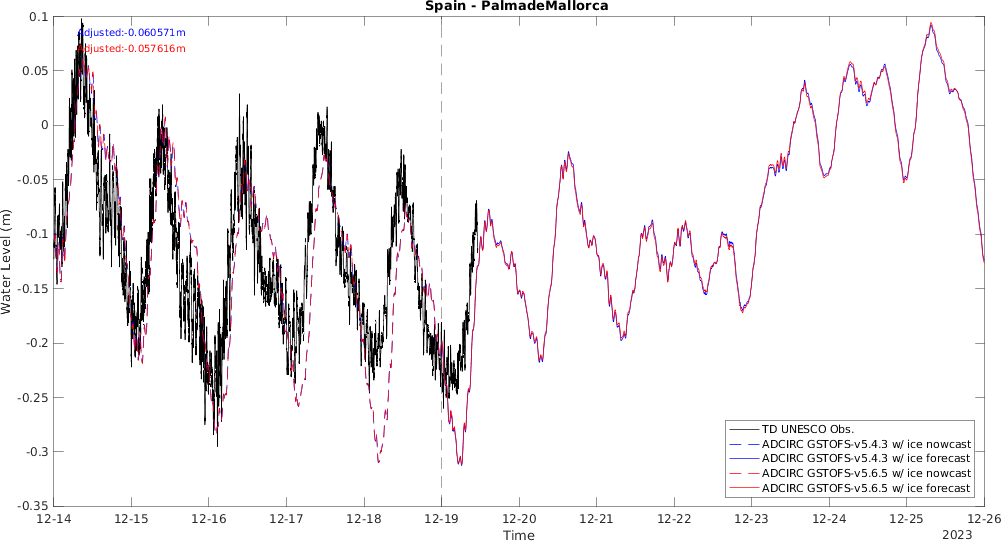 Spain - PalmadeMallorca
Adjusted:-0.060571m
Adjusted:-0.057616m
0.1
0.05
0
-0.05
-0.1
-0.15
-0.2
-0.25
-0.3
-0.35
Water Level (m)
TD UNESCO Obs.
ADCIRC GSTOFS-v5.4.3 w/ ice nowcast
ADCIRC GSTOFS-v5.4.3 w/ ice forecast
ADCIRC GSTOFS-v5.6.5 w/ ice nowcast
ADCIRC GSTOFS-v5.6.5 w/ ice forecast
12-14 12-15 12-16 12-17 12-18 12-19 12-20 12-21 12-22 12-23 12-24 12-25 12-26
Time
2023